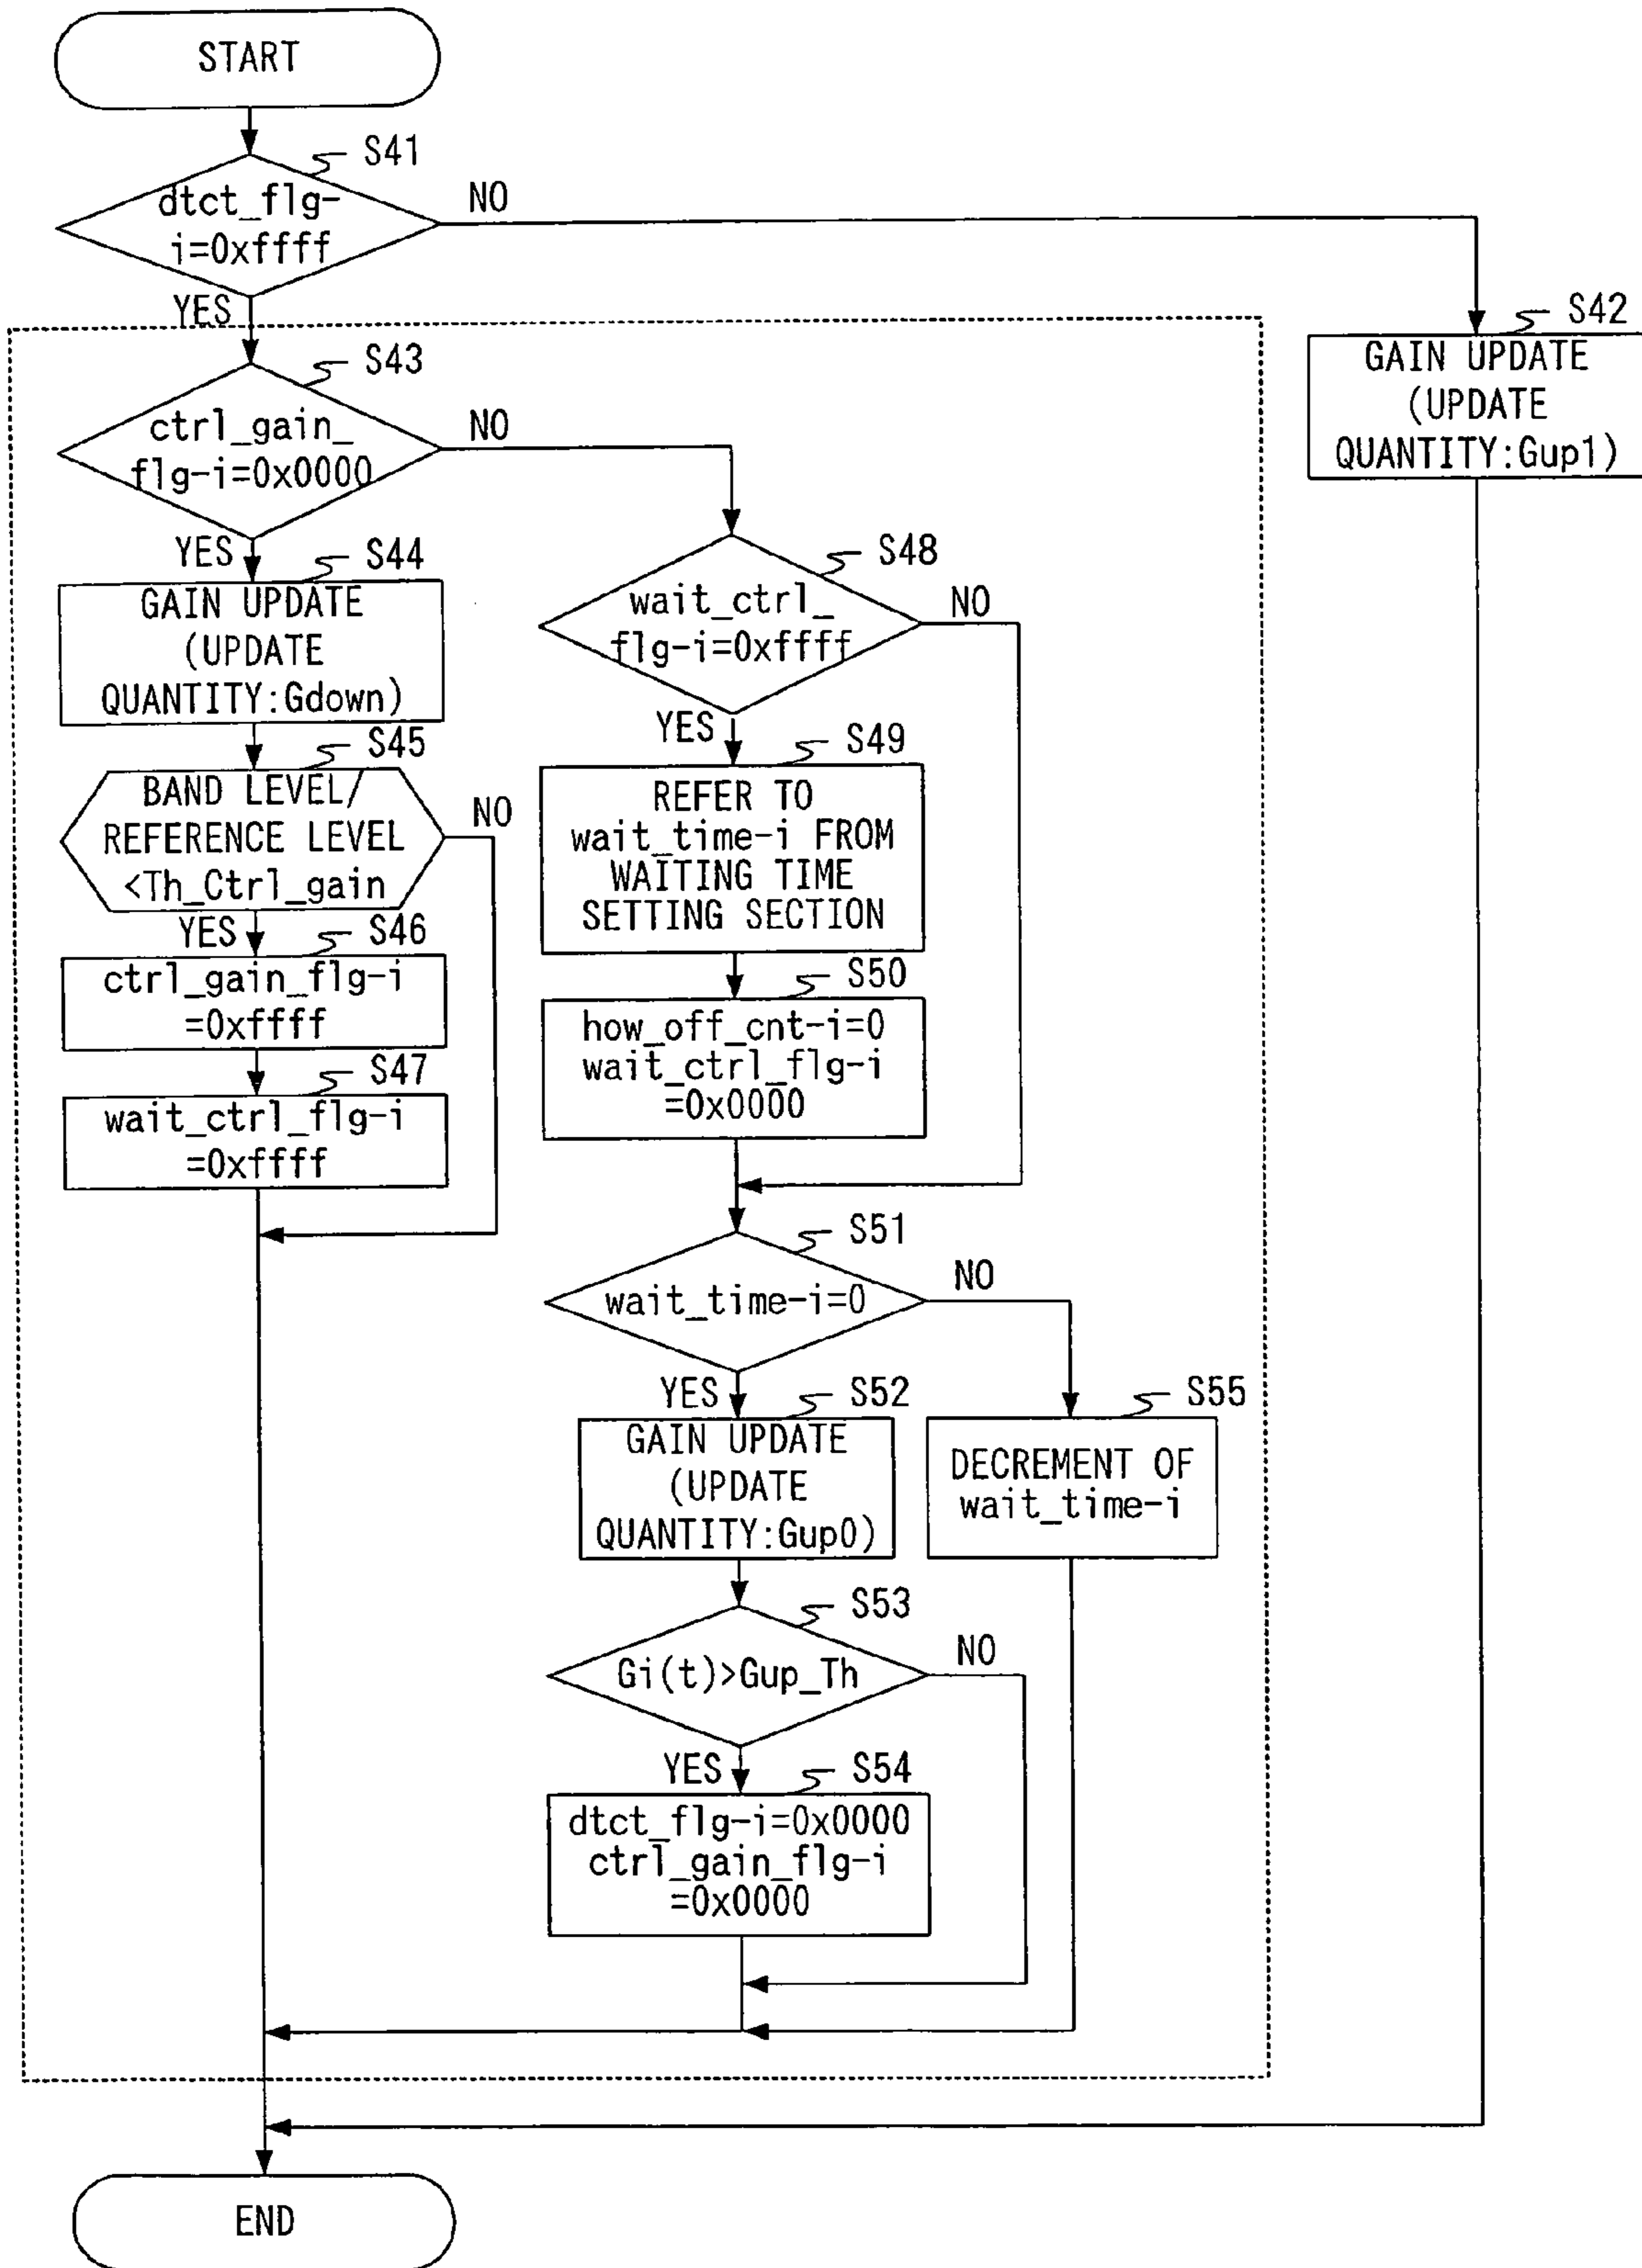 START
S41
dtct_flg-
i=0xffff
NO
YES
S42
GAIN UPDATE
(UPDATE
QUANTITY:Gup1)
S43
ctrl_gain_
flg-i=0x0000
NO
YES
S44
GAIN UPDATE
(UPDATE
QUANTITY:Gdown)
S45
BAND LEVEL/
REFERENCE LEVEL
<Th_Ctrl_gain
NO
YES
S46
ctrl_gain_flg-i
=0xffff
S47
wait_ctrl_flg-i
=0xffff
S48
wait_ctrl_
flg-i=0xffff
NO
YES
S49
REFER TO
wait_time-i FROM
WAITING TIME
SETTING SECTION
S50
how_off_cnt-i=0
wait_ctrl_flg-i
=0x0000
S51
wait_time-i=0
NO
YES
S52
GAIN UPDATE
(UPDATE
QUANTITY:Gup0)
S55
DECREMENT OF
wait_time-i
S53
Gi(t)>Gup_Th
NO
YES
S54
dtct_flg-i=0x0000
ctrl_gain_flg-i
=0x0000
END